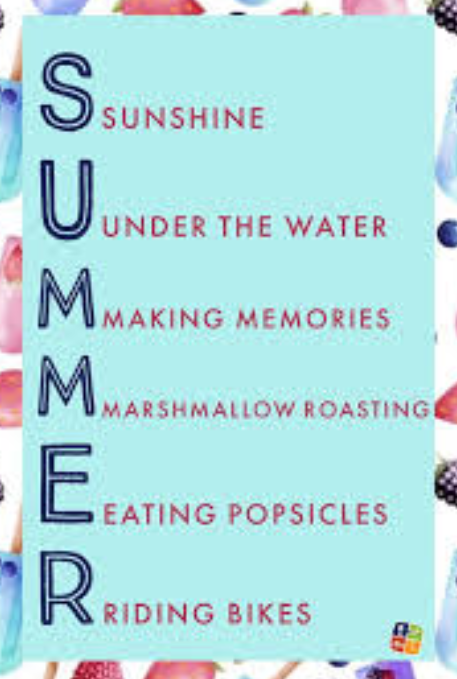 S SUNSHINE
U UNDER THE WATER
M MAKING MEMORIES
M MARSHMALLOW ROASTING
E EATING POPSICLES
R RIDING BIKES